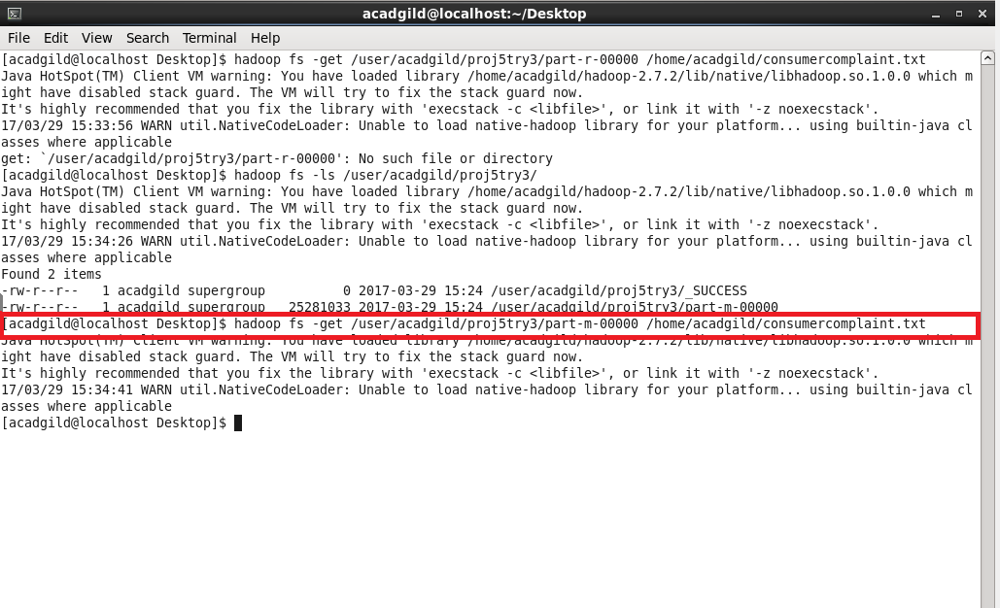 acadgild@localhost:~/Desktop
File Edit View Search Terminal Help
[acadgild@localhost Desktop]$ hadoop fs -get /user/acadgild/proj5try3/part-r-00000 /home/acadgild/consumercomplaint.txt
Java HotSpot(TM) Client VM warning: You have loaded library /home/acadgild/hadoop-2.7.2/lib/native/libhadoop.so.1.0.0 which m
ight have disabled stack guard. The VM will try to fix the stack guard now.
It's highly recommended that you fix the library with 'execstack -c <libfile>', or link it with '-z noexecstack'.
17/03/29 15:33:56 WARN util.NativeCodeLoader: Unable to load native-hadoop library for your platform... using builtin-java cl
asses where applicable
get: `/user/acadgild/proj5try3/part-r-00000': No such file or directory
[acadgild@localhost Desktop]$ hadoop fs -ls /user/acadgild/proj5try3/
Java HotSpot(TM) Client VM warning: You have loaded library /home/acadgild/hadoop-2.7.2/lib/native/libhadoop.so.1.0.0 which m
ight have disabled stack guard. The VM will try to fix the stack guard now.
It's highly recommended that you fix the library with 'execstack -c <libfile>', or link it with '-z noexecstack'.
17/03/29 15:34:26 WARN util.NativeCodeLoader: Unable to load native-hadoop library for your platform... using builtin-java cl
asses where applicable
Found 2 items
-rw-r--r--   1 acadgild supergroup          0 2017-03-29 15:24 /user/acadgild/proj5try3/_SUCCESS
-rw-r--r--   1 acadgild supergroup   25281033 2017-03-29 15:24 /user/acadgild/proj5try3/part-m-00000
[acadgild@localhost Desktop]$ hadoop fs -get /user/acadgild/proj5try3/part-m-00000 /home/acadgild/consumercomplaint.txt
Java HotSpot(TM) Client VM warning: You have loaded library /home/acadgild/hadoop-2.7.2/lib/native/libhadoop.so.1.0.0 which m
ight have disabled stack guard. The VM will try to fix the stack guard now.
It's highly recommended that you fix the library with 'execstack -c <libfile>', or link it with '-z noexecstack'.
17/03/29 15:34:41 WARN util.NativeCodeLoader: Unable to load native-hadoop library for your platform... using builtin-java cl
asses where applicable
[acadgild@localhost Desktop]$